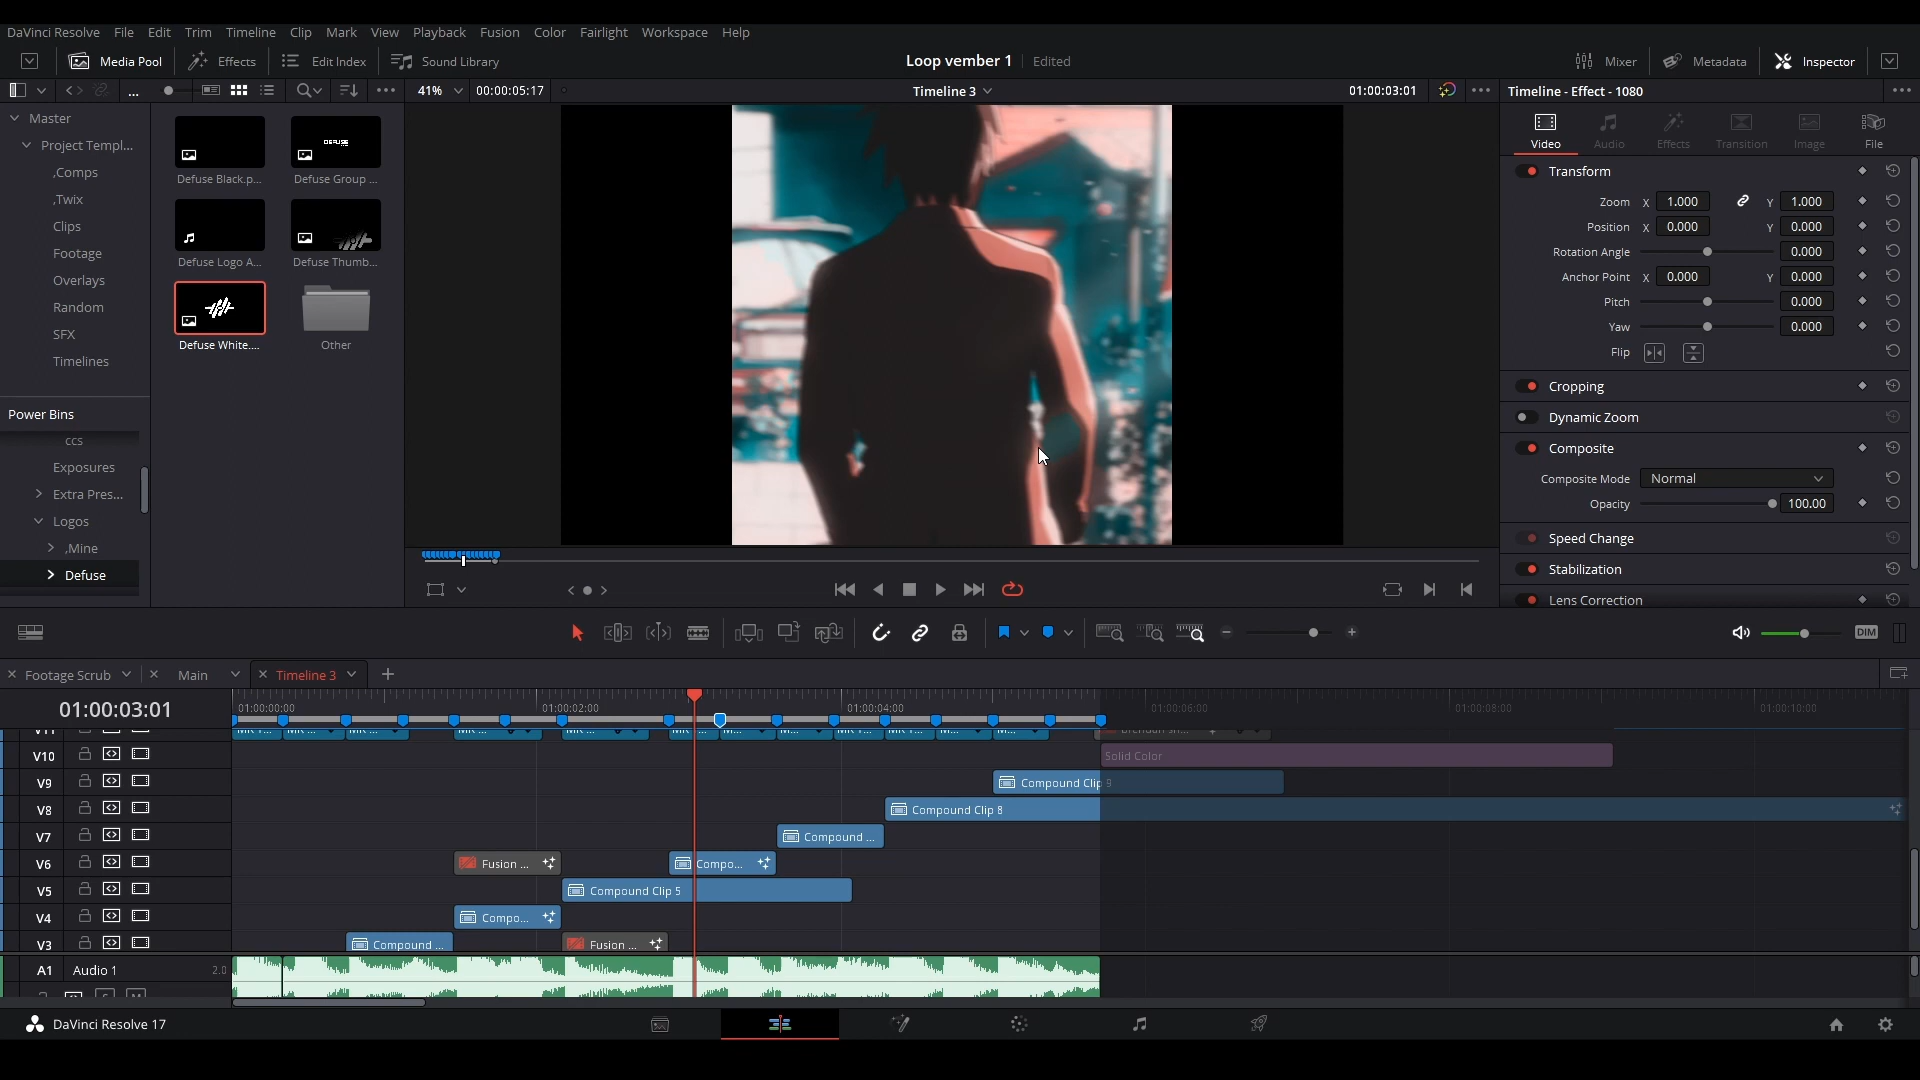 DaVinci Resolve File Edit Trim Timeline Clip Mark View Playback Fusion Color Fairlight Workspace Help
Media Pool Effects Edit Index Sound Library Loop vember 1 Edited Mixer Metadata Inspector
... 41% 00:00:05:17 Timeline 3 01:00:03:01 Timeline - Effect - 1080
Master
Project Templ...
,Comps
,Twix
Clips
Footage
Overlays
Random
SFX
Timelines
Power Bins
ccs
Exposures
Extra Pres...
Logos
,Mine
Defuse
Defuse Black.p...
DEFUSE
Defuse Group ...
Defuse Logo A...
Defuse Thumb...
Defuse White....
Other
Video Audio Effects Transition Image File
Transform
Zoom X 1.000 Y 1.000
Position X 0.000 Y 0.000
Rotation Angle 0.000
Anchor Point X 0.000 Y 0.000
Pitch 0.000
Yaw 0.000
Flip
Cropping
Dynamic Zoom
Composite
Composite Mode Normal
Opacity 100.00
Speed Change
Stabilization
Lens Correction
DIM
Footage Scrub Main Timeline 3
01:00:03:01 01:00:00:00 01:00:02:00 01:00:04:00 01:00:06:00 01:00:08:00 01:00:10:00
V10 Solid Color
V9 Compound Clip 9
V8 Compound Clip 8
V7 Compound ...
V6 Fusion ... Compo...
V5 Compound Clip 5
V4 Compo...
V3 Compound ... Fusion ...
A1 Audio 1 2.0
DaVinci Resolve 17